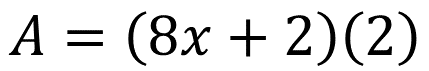 A = (8x + 2)(2)